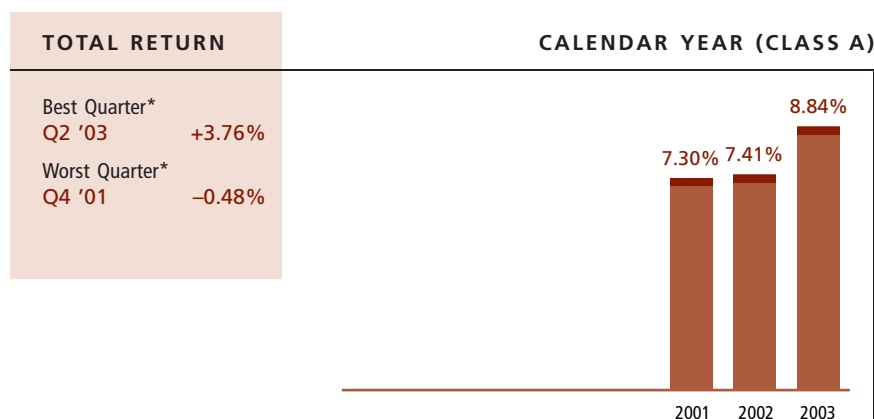 TOTAL RETURN
CALENDAR YEAR (CLASS A)
Best Quarter*
Q2 ’03 +3.76%
Worst Quarter*
Q4 ’01 –0.48%
7.30% 7.41% 8.84%
2001 2002 2003